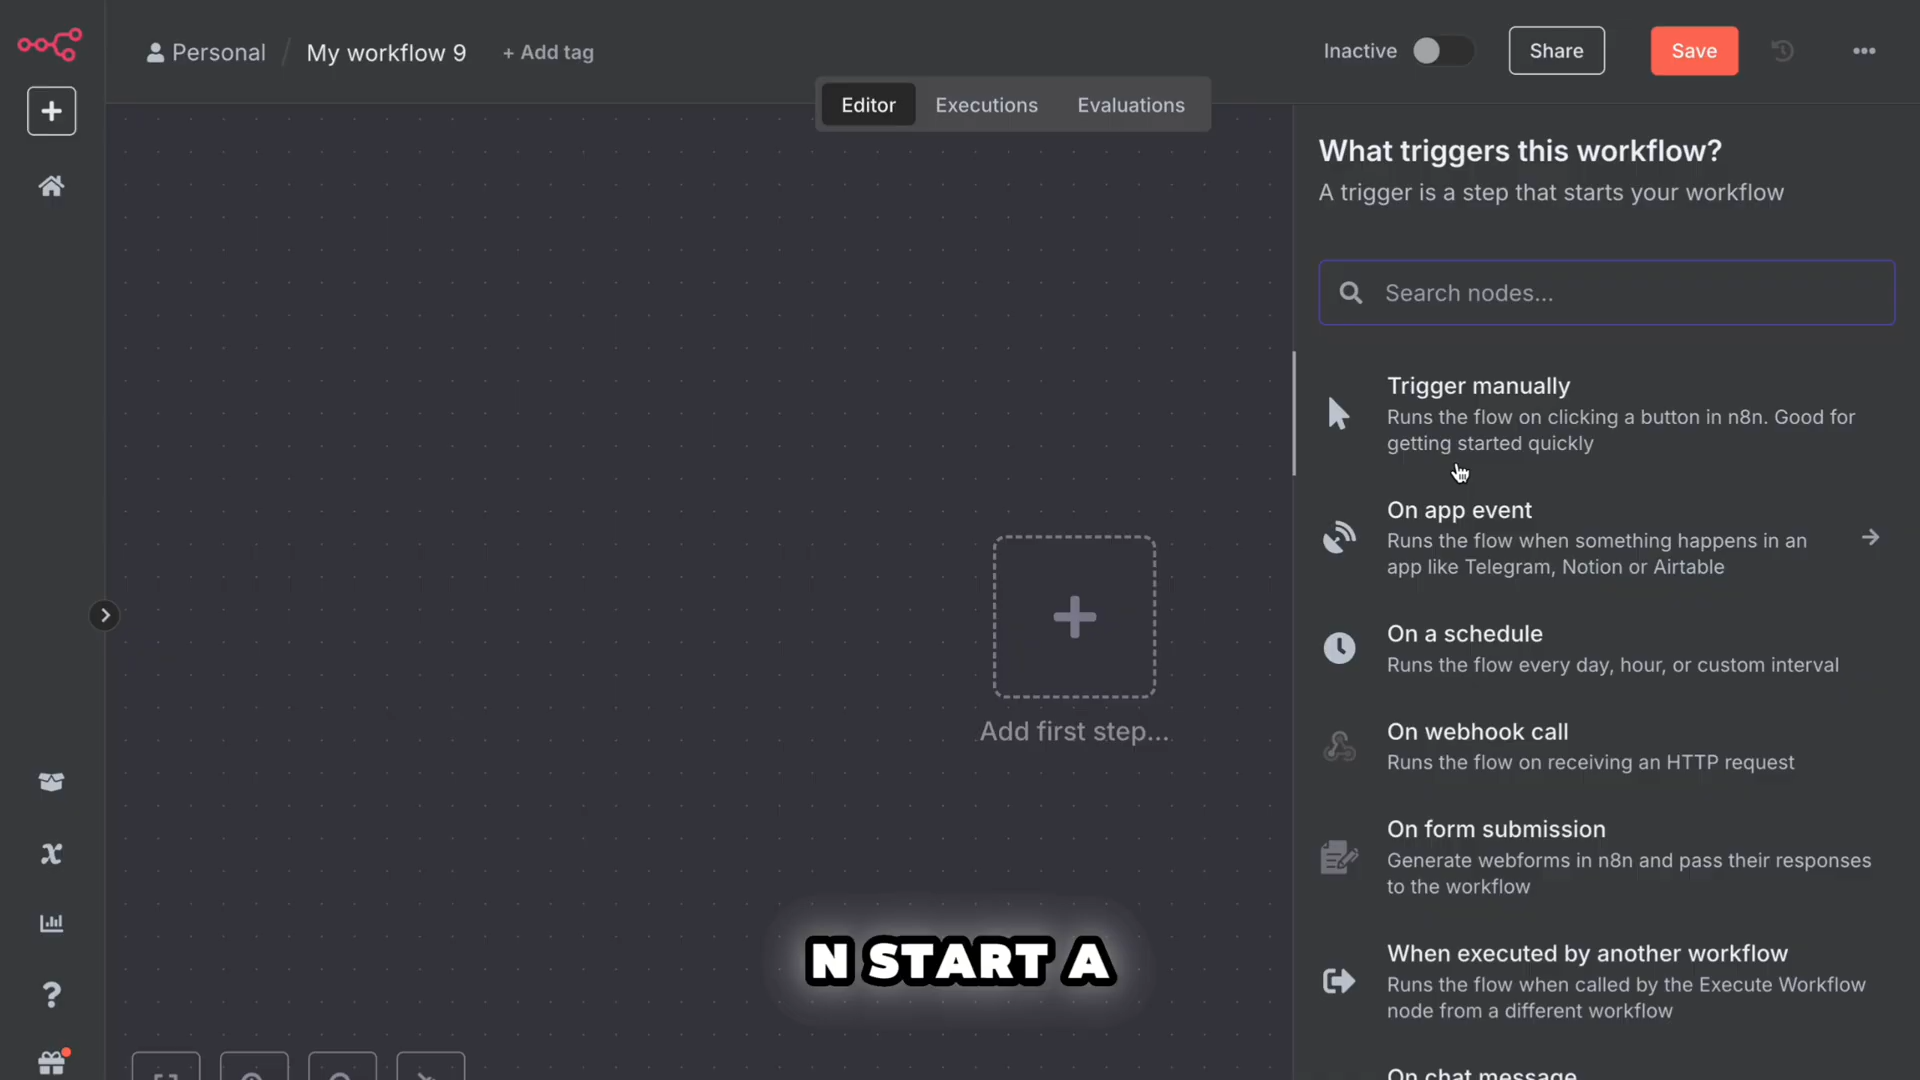 Personal / My workflow 9 + Add tag
Inactive Share Save
Editor Executions Evaluations
What triggers this workflow?
A trigger is a step that starts your workflow
Search nodes...
Trigger manually
Runs the flow on clicking a button in n8n. Good for
getting started quickly
On app event
Runs the flow when something happens in an
app like Telegram, Notion or Airtable
On a schedule
Runs the flow every day, hour, or custom interval
On webhook call
Runs the flow on receiving an HTTP request
On form submission
Generate webforms in n8n and pass their responses
to the workflow
When executed by another workflow
Runs the flow when called by the Execute Workflow
node from a different workflow
On chat message
Add first step...
N START A